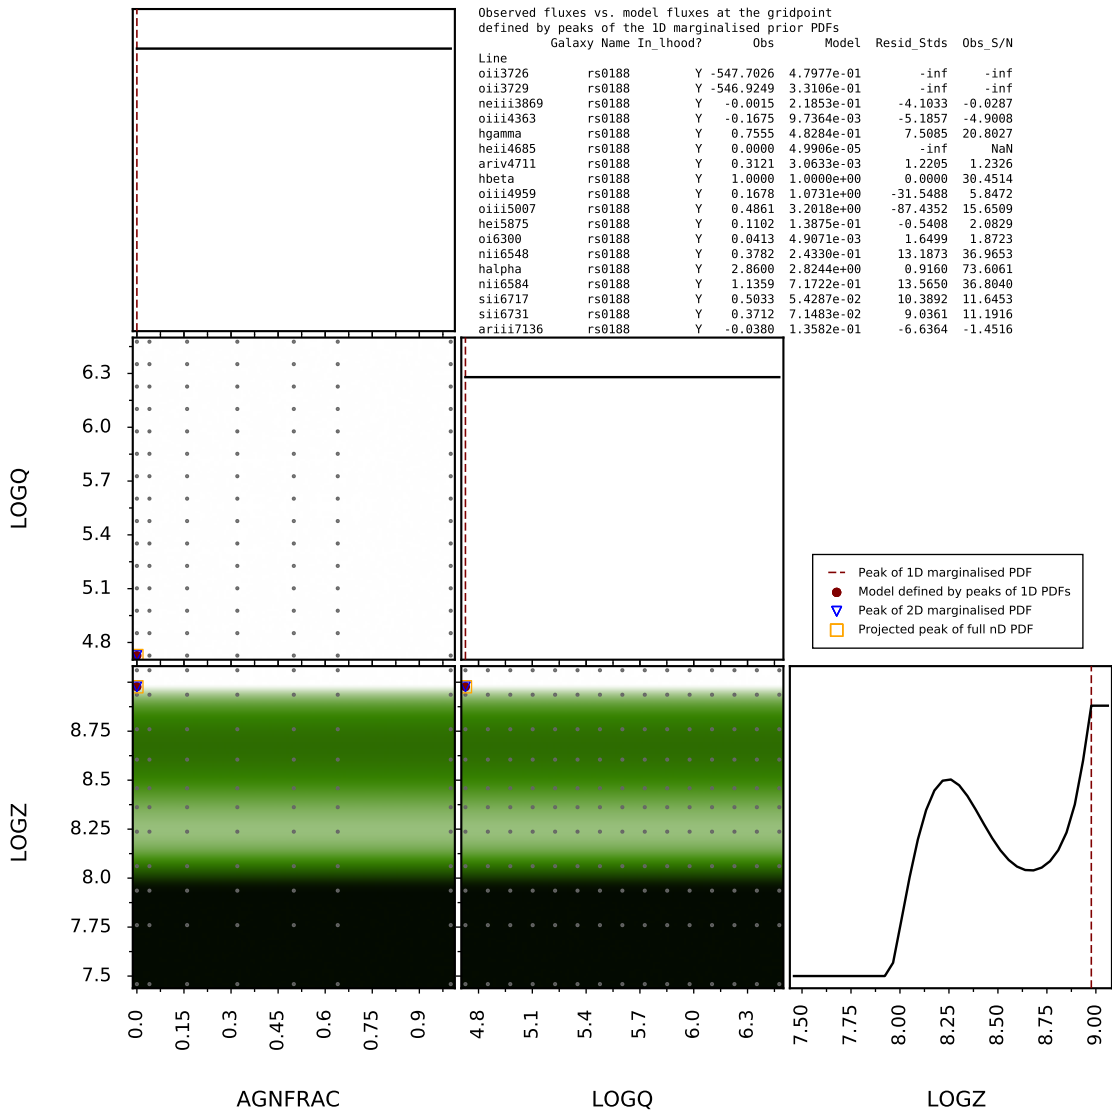 Observed fluxes vs. model fluxes at the gridpoint
defined by peaks of the 1D marginalised prior PDFs
Galaxy Name In_lhood? Obs Model Resid_Stds Obs_S/N
Line
oii3726 rs0188 Y -547.7026 4.7977e-01 -inf -inf
oii3729 rs0188 Y -546.9249 3.3106e-01 -inf -inf
neiii3869 rs0188 Y -0.0015 2.1853e-01 -4.1033 -0.0287
oiii4363 rs0188 Y -0.1675 9.7364e-03 -5.1857 -4.9008
hgamma rs0188 Y 0.7555 4.8284e-01 7.5085 20.8027
heii4685 rs0188 Y 0.0000 4.9906e-05 -inf NaN
ariv4711 rs0188 Y 0.3121 3.0633e-03 1.2205 1.2326
hbeta rs0188 Y 1.0000 1.0000e+00 0.0000 30.4514
oiii4959 rs0188 Y 0.1678 1.0731e+00 -31.5488 5.8472
oiii5007 rs0188 Y 0.4861 3.2018e+00 -87.4352 15.6509
hei5875 rs0188 Y 0.1102 1.3875e-01 -0.5408 2.0829
oi6300 rs0188 Y 0.0413 4.9071e-03 1.6499 1.8723
nii6548 rs0188 Y 0.3782 2.4330e-01 13.1873 36.9653
halpha rs0188 Y 2.8600 2.8244e+00 0.9160 73.6061
nii6584 rs0188 Y 1.1359 7.1722e-01 13.5650 36.8040
sii6717 rs0188 Y 0.5033 5.4287e-02 10.3892 11.6453
sii6731 rs0188 Y 0.3712 7.1483e-02 9.0361 11.1916
ariii7136 rs0188 Y -0.0380 1.3582e-01 -6.6364 -1.4516
LOGQ
6.3
6.0
5.7
5.4
5.1
4.8
Peak of 1D marginalised PDF
Model defined by peaks of 1D PDFs
Peak of 2D marginalised PDF
Projected peak of full nD PDF
LOGZ
8.75
8.5
8.25
8.0
7.75
7.5
0.0 0.15 0.3 0.45 0.6 0.75 0.9
4.8 5.1 5.4 5.7 6.0 6.3
7.50 7.75 8.00 8.25 8.50 8.75 9.00
AGNFRAC LOGQ LOGZ